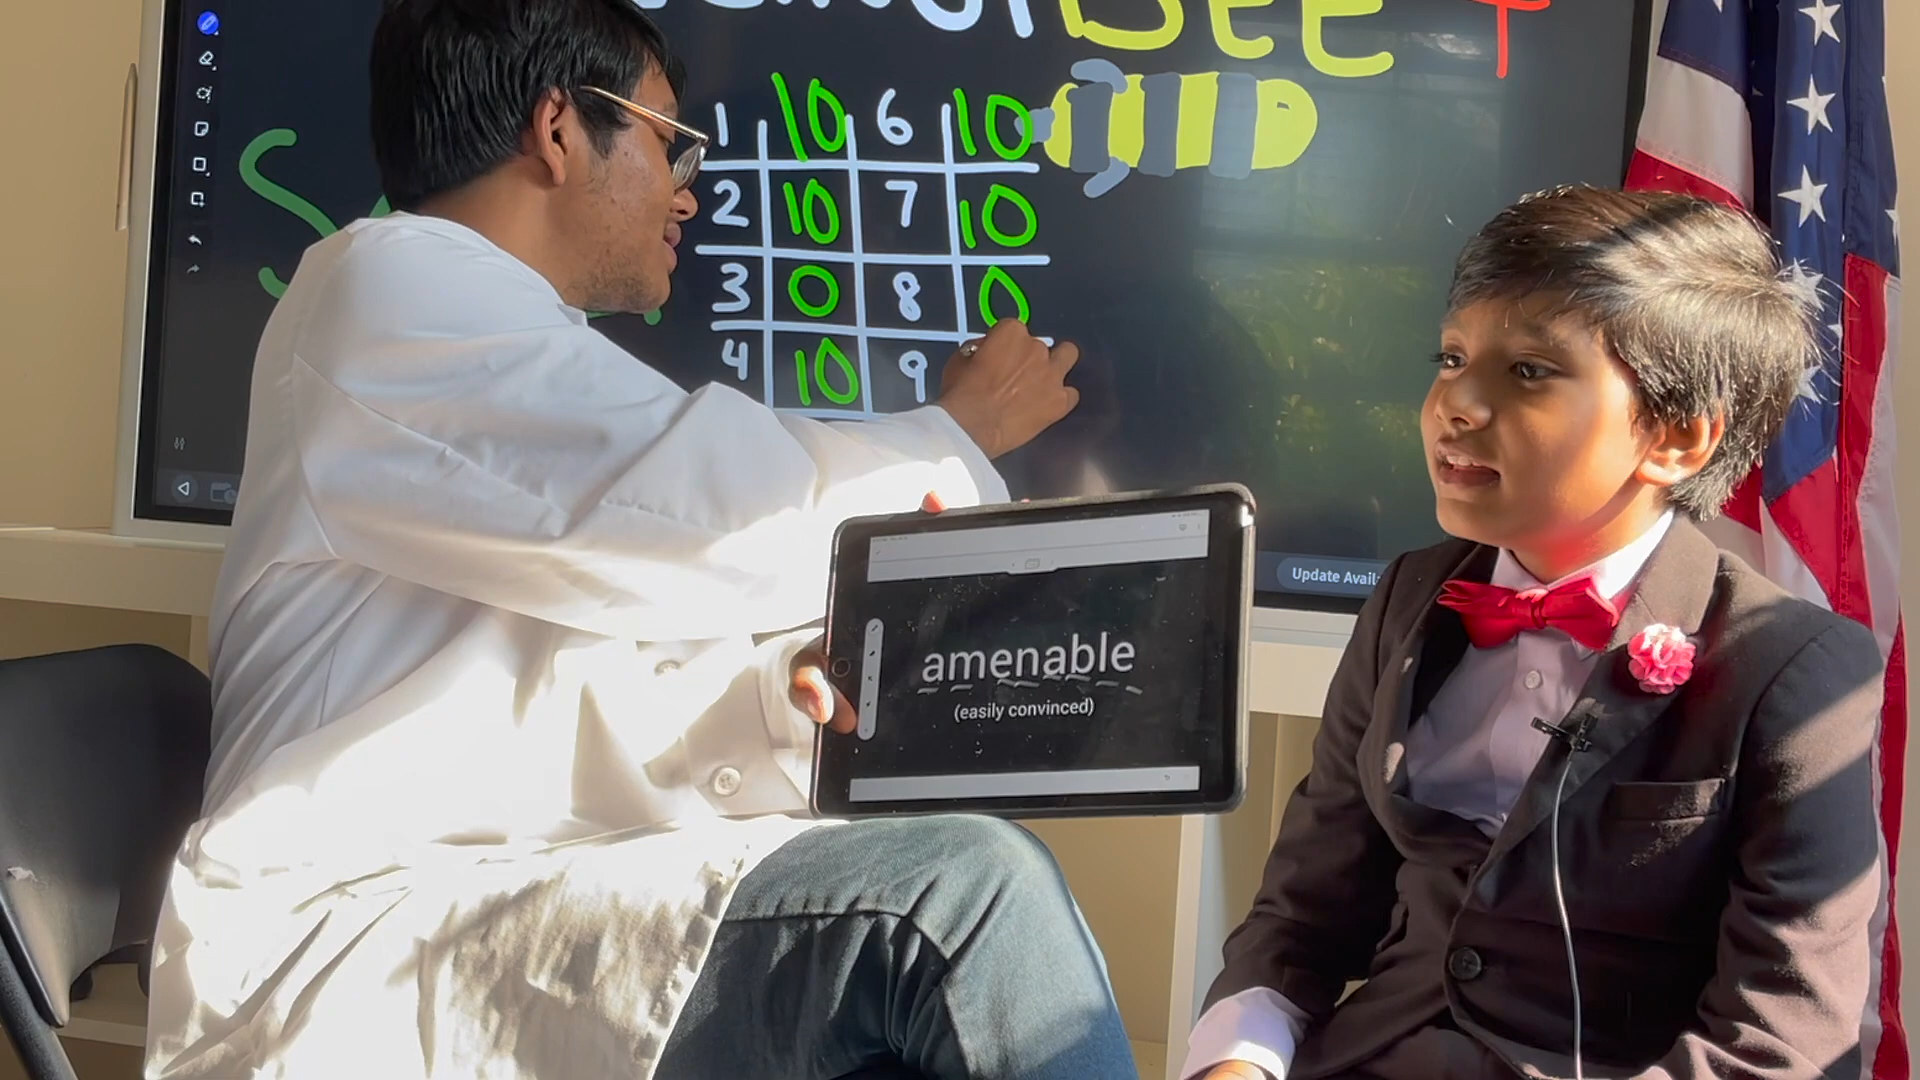 BEE
1 10 6 10
2 10 7 10
3 0 8 0
4 10 9
Update Avail
amenable
(easily convinced)